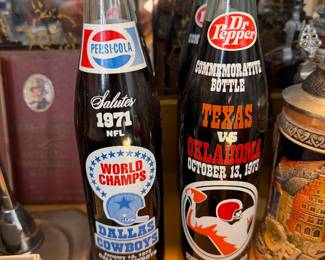 PEPSI-COLA
Salutes
1971
NFL
WORLD
CHAMPS
DALLAS
COWBOYS
Dr
Pepper
COMMEMORATIVE
BOTTLE
TEXAS
VS
OKLAHOMA
OCTOBER 13, 1973